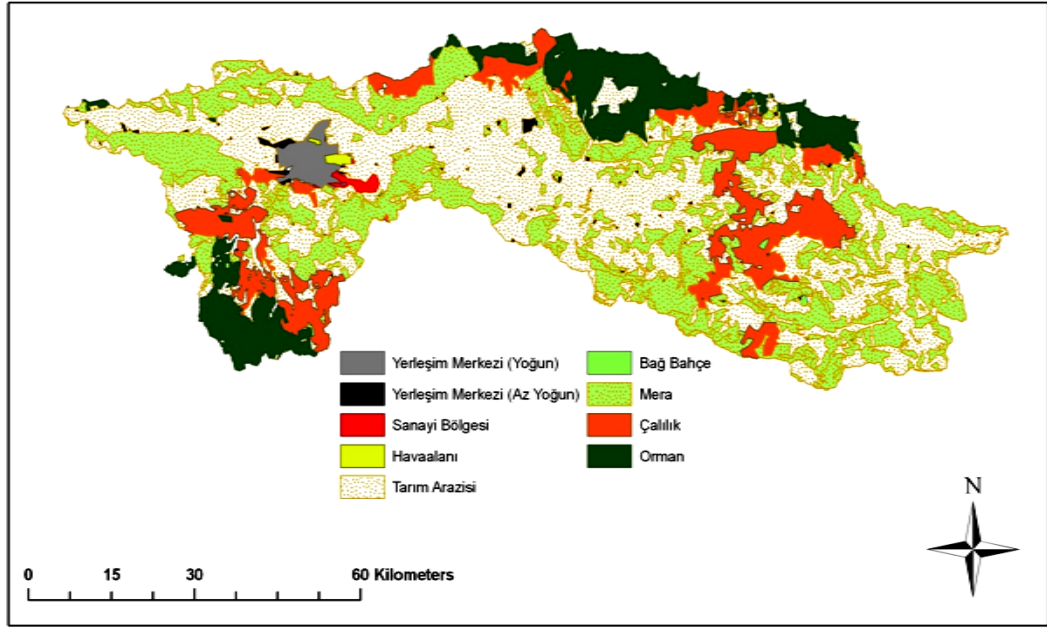 Yerleşim Merkezi (Yoğun)
Yerleşim Merkezi (Az Yoğun)
Sanayi Bölgesi
Havaalanı
Tarım Arazisi
Bağ Bahçe
Mera
Çalılık
Orman
N
0 15 30 60 Kilometers